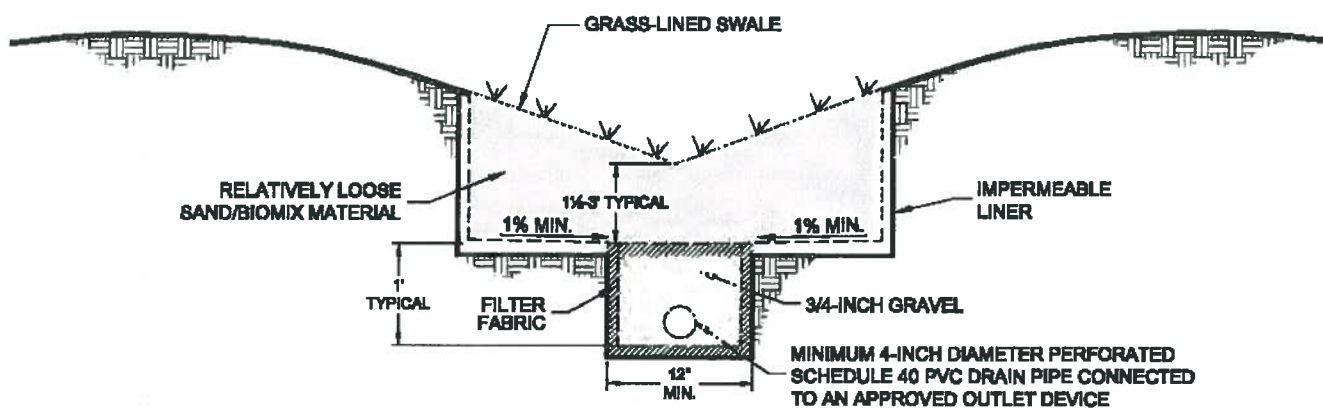 GRASS-LINED SWALE
RELATIVELY LOOSE
SAND/BIOMIX MATERIAL
1½-3' TYPICAL
IMPERMEABLE
LINER
1% MIN.
1% MIN.
1'
TYPICAL
FILTER
FABRIC
3/4-INCH GRAVEL
12"
MIN.
MINIMUM 4-INCH DIAMETER PERFORATED
SCHEDULE 40 PVC DRAIN PIPE CONNECTED
TO AN APPROVED OUTLET DEVICE